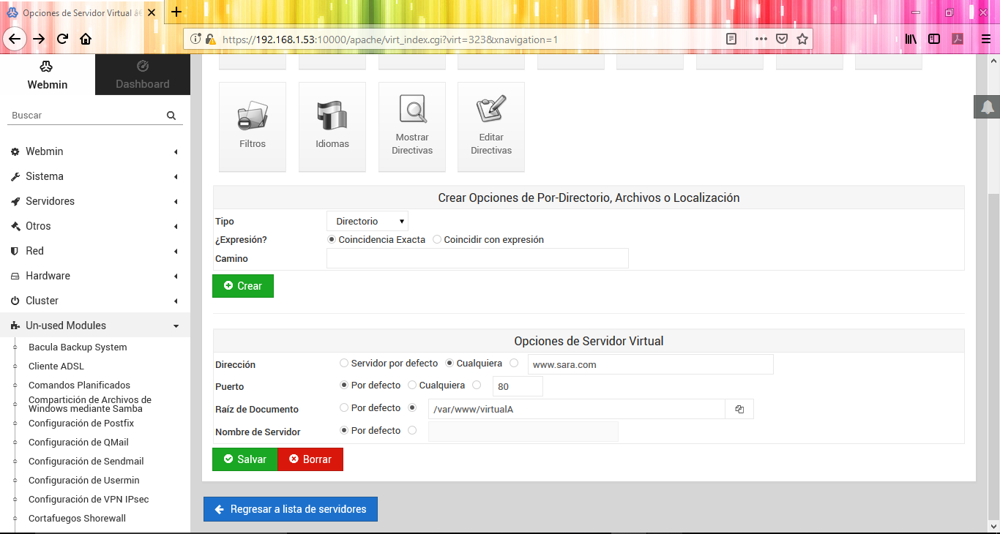 Opciones de Servidor Virtual â€
https://192.168.1.53:10000/apache/virt_index.cgi?virt=323&xnavigation=1
Webmin
Dashboard
Buscar
Webmin
Sistema
Servidores
Otros
Red
Hardware
Cluster
Un-used Modules
Bacula Backup System
Cliente ADSL
Comandos Planificados
Compartición de Archivos de
Windows mediante Samba
Configuración de Postfix
Configuración de QMail
Configuración de Sendmail
Configuración de Usermin
Configuración de VPN IPsec
Cortafuegos Shorewall
Filtros
Idiomas
Mostrar
Directivas
Editar
Directivas
Crear Opciones de Por-Directorio, Archivos o Localización
Tipo Directorio
¿Expresión? Coincidencia Exacta Coincidir con expresión
Camino
Crear
Opciones de Servidor Virtual
Dirección Servidor por defecto Cualquiera www.sara.com
Puerto Por defecto Cualquiera 80
Raíz de Documento Por defecto /var/www/virtualA
Nombre de Servidor Por defecto
Salvar Borrar
Regresar a lista de servidores